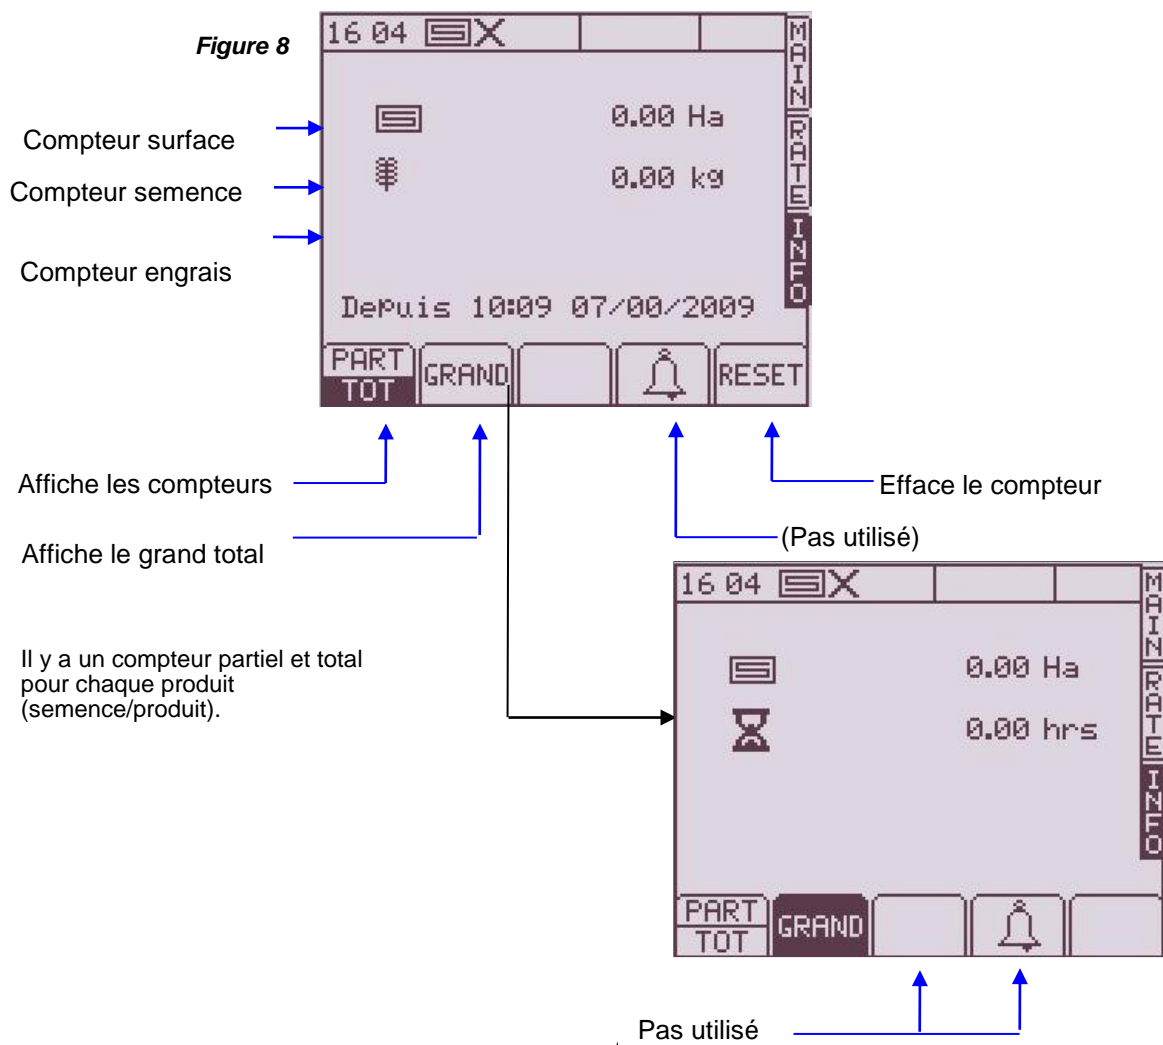 Figure 8
16 04
MAIN
RATE
INFO
Compteur surface
0.00 Ha
Compteur semence
0.00 kg
Compteur engrais
Depuis 10:09 07/00/2009
PART
TOT
GRAND
RESET
Affiche les compteurs
Efface le compteur
(Pas utilisé)
Affiche le grand total
Il y a un compteur partiel et total
pour chaque produit
(semence/produit).
16 04
MAIN
RATE
INFO
0.00 Ha
0.00 hrs
PART
TOT
GRAND
Pas utilisé